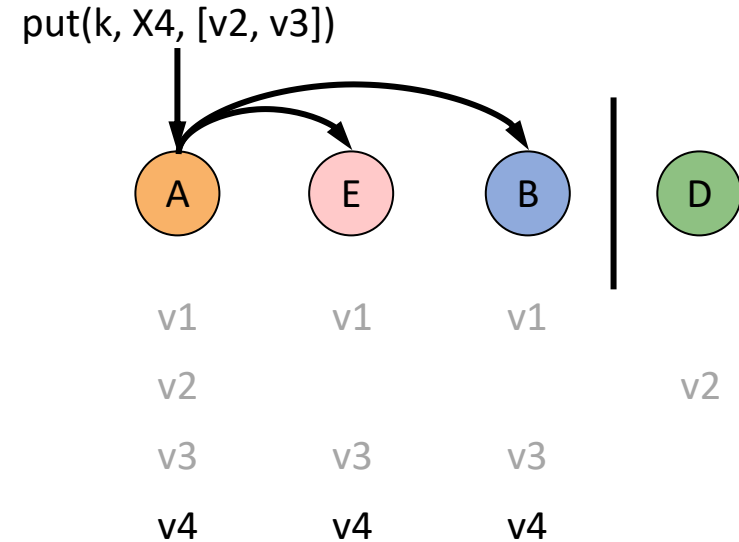 put(k, X4, [v2, v3])
A E B D
v1 v1 v1
v2 v2
v3 v3 v3
v4 v4 v4